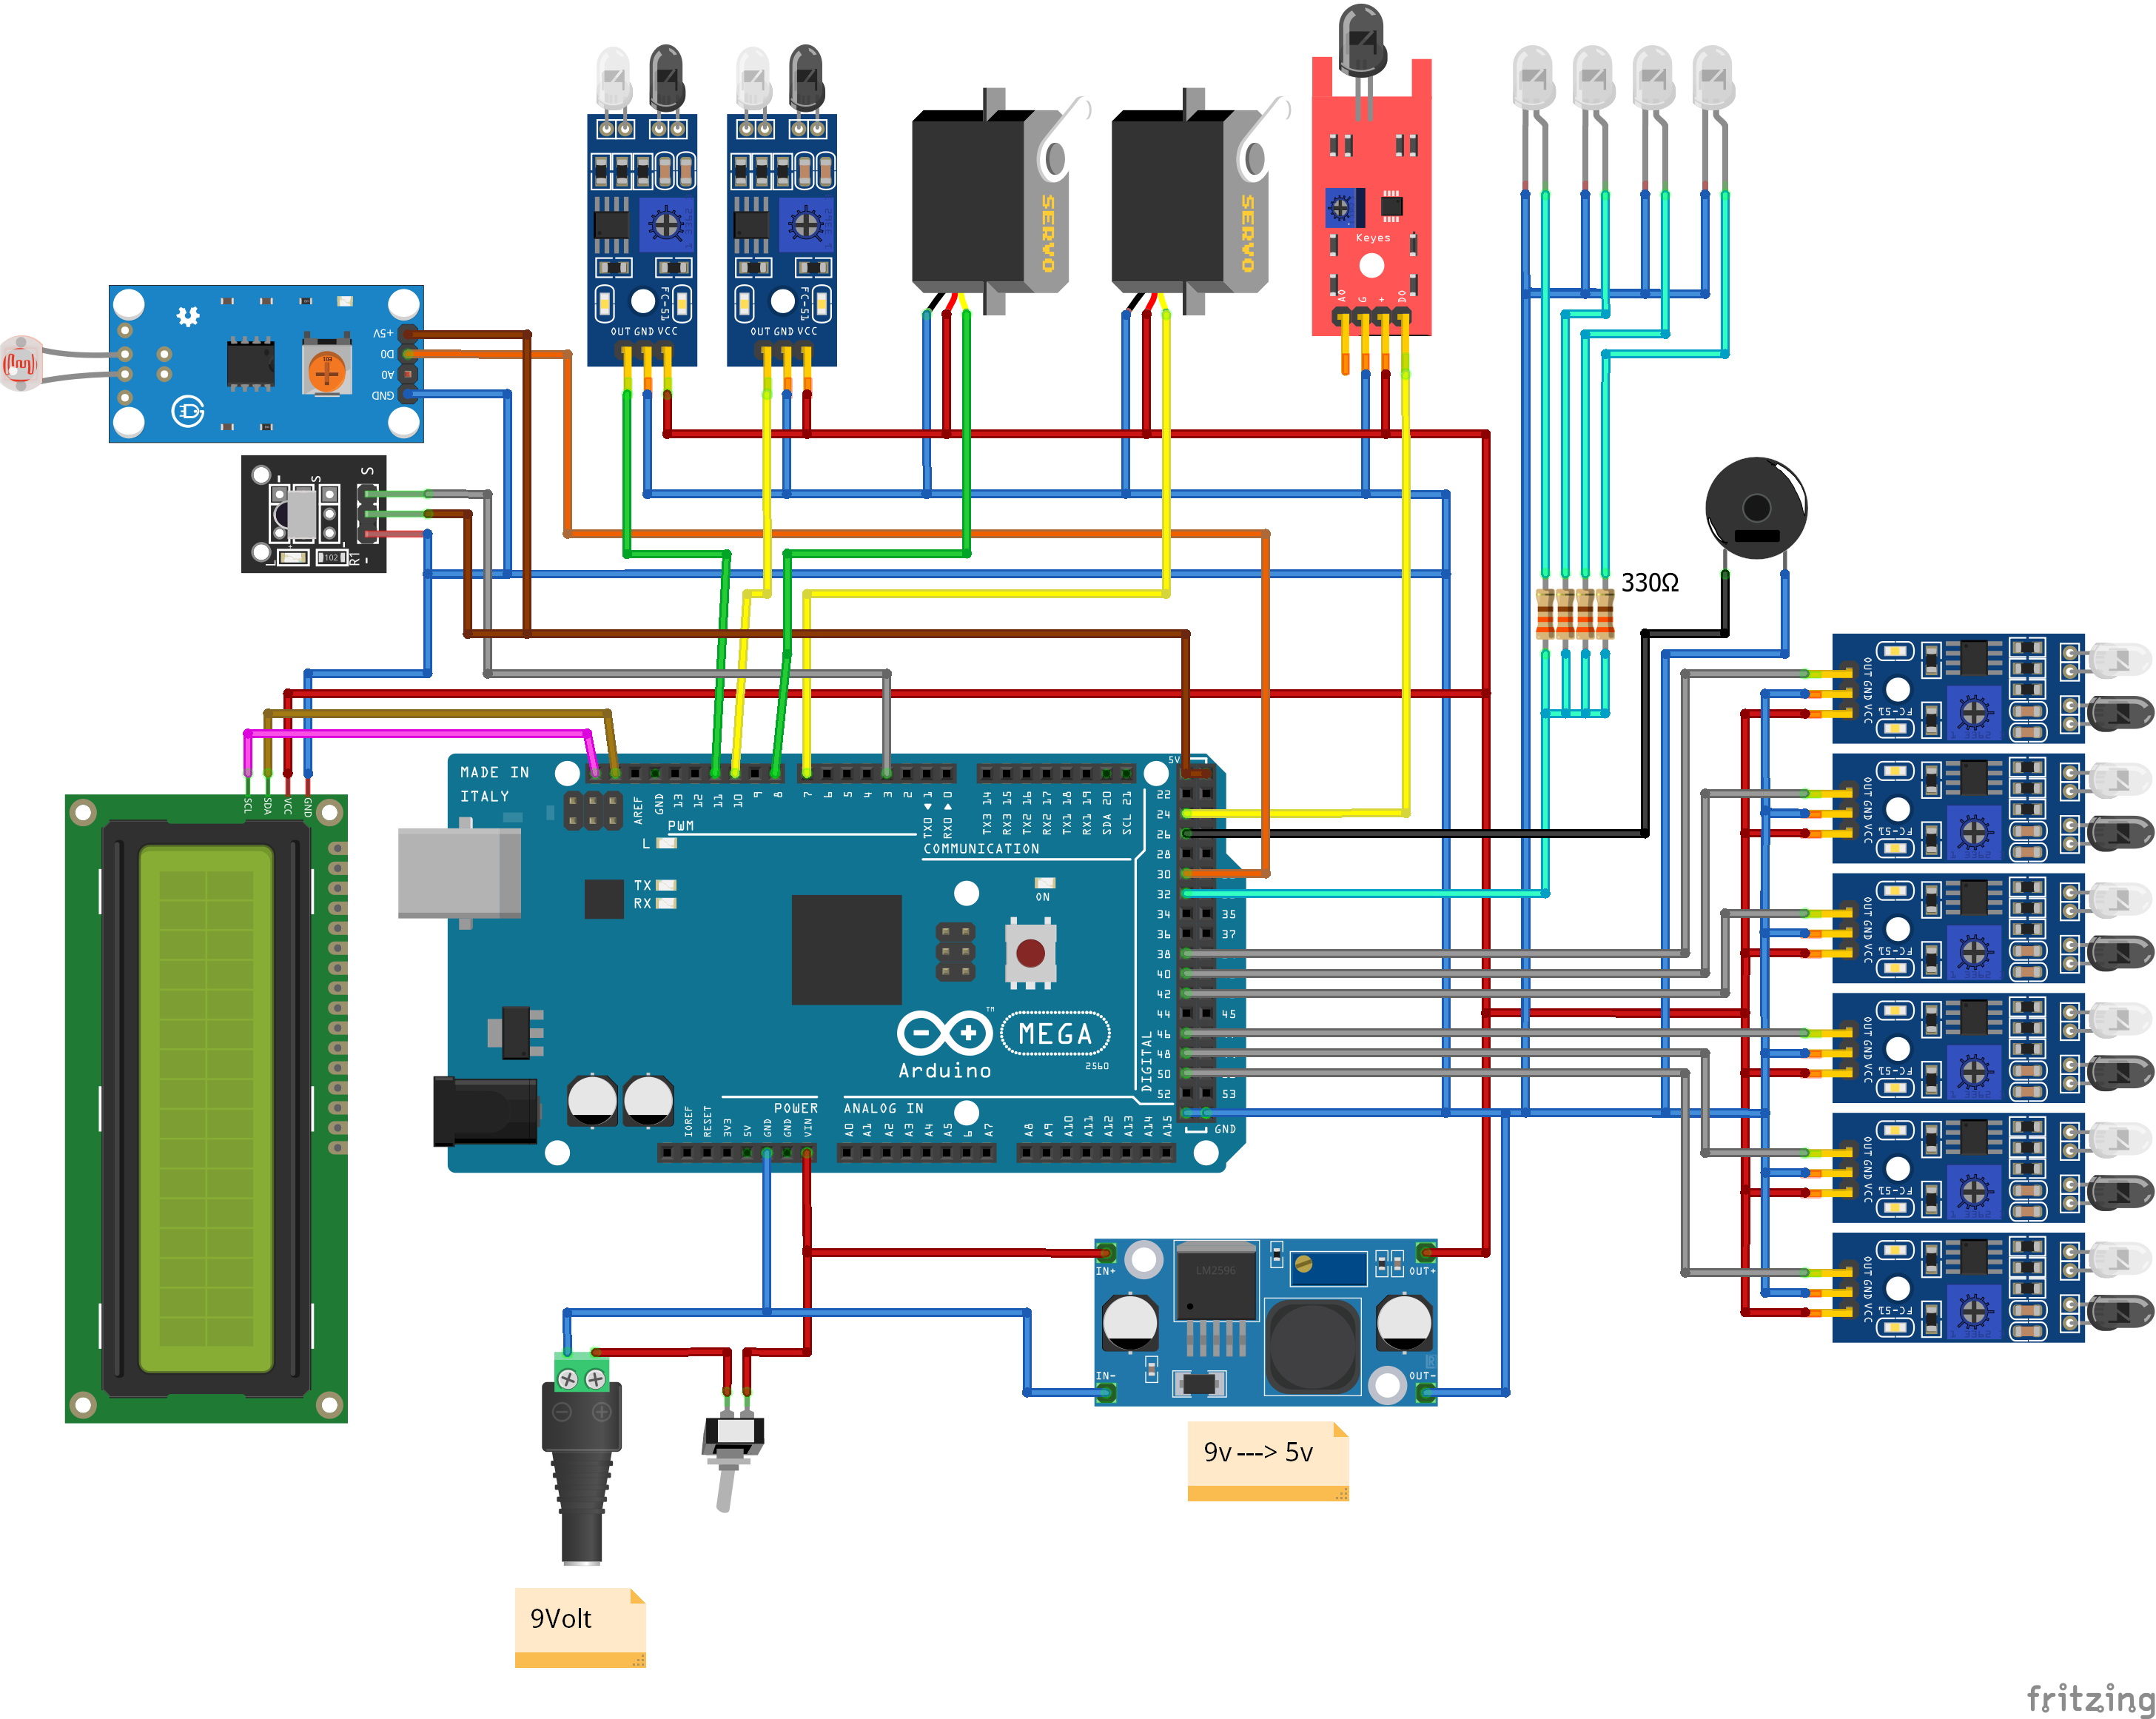 SERVO
SERVO
Keyes
A0
G
+
D0
+5V
D0
A0
GND
103
OUT GND VCC
FC-51
OUT GND VCC
FC-51
S
-
S
L
102
R1
-
330Ω
SCL
SDA
VCC
GND
MADE IN
ITALY
AREF
GND
13
12
11
10
9
8
7
6
5
4
3
2
TX0 1
RX0 0
TX3 14
RX3 15
TX2 16
RX2 17
TX1 18
RX1 19
SDA 20
SCL 21
5V
22
24
26
28
30
32
34 35
36 37
38
40
42
44 45
46
48
50
52 53
GND
PWM
L
COMMUNICATION
TX
RX
ON
Arduino
TM
MEGA
2560
DIGITAL
POWER
ANALOG IN
IOREF
RESET
3V3
5V
GND
GND
VIN
A0
A1
A2
A3
A4
A5
6
A7
A8
A9
A10
A11
A12
A13
A14
A15
OUT GND VCC
FC-51
OUT GND VCC
FC-51
OUT GND VCC
FC-51
OUT GND VCC
FC-51
OUT GND VCC
FC-51
OUT GND VCC
FC-51
IN+
LM2596
OUT+
IN-
OUT-
9v ---> 5v
9Volt
fritzing